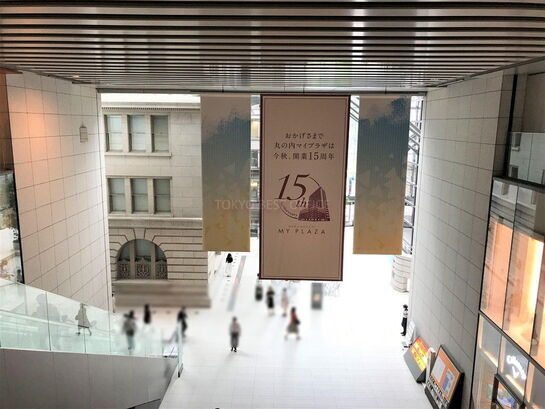 おかげさまで
丸の内マイプラザは
今秋、開業15周年
15th
MY PLAZA
TOKYO BEST OFFICE